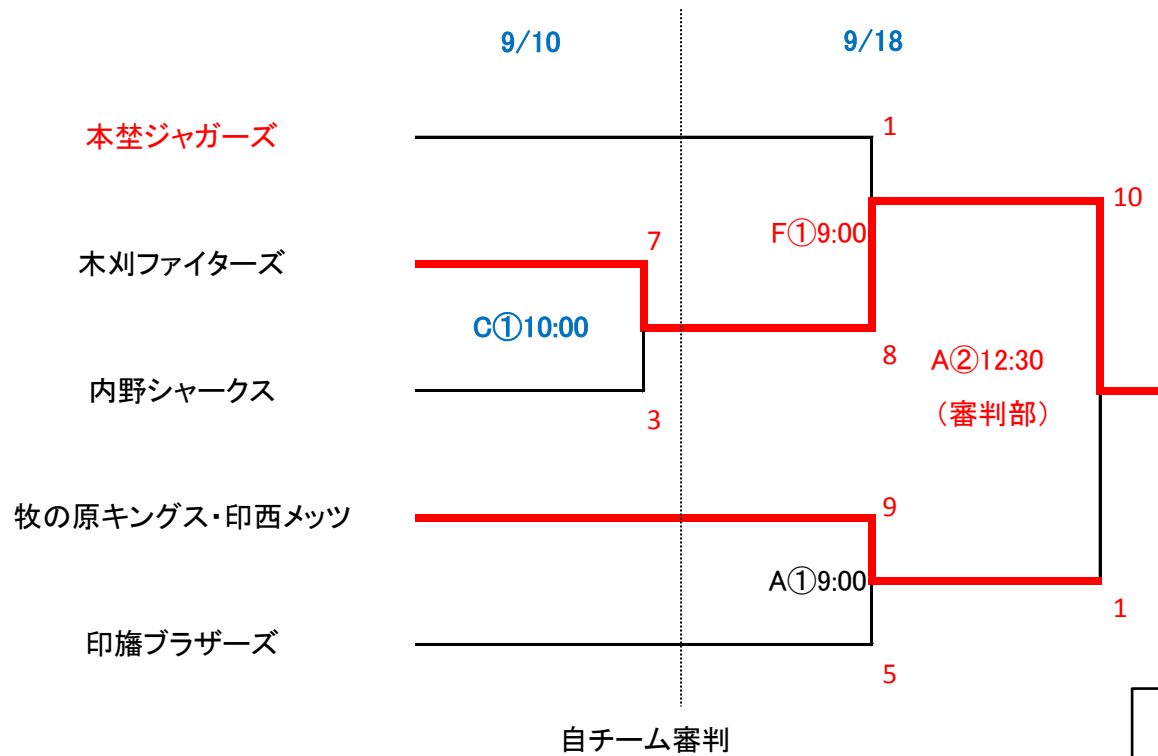 9/10
9/18
本埜ジャガーズ
1
10
木刈ファイターズ
7
F①9:00
C①10:00
8
A②12:30
(審判部)
内野シャークス
3
牧の原キングス・印西メッツ
9
A①9:00
1
印旛ブラザーズ
5
自チーム審判